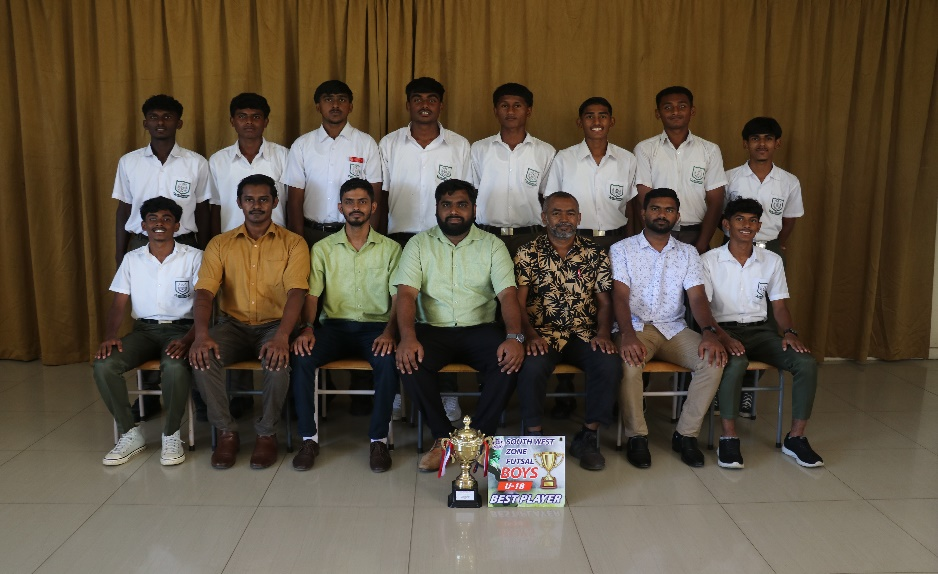 SOUTH WEST
ZONE FUTSAL
BOYS
U-18
BEST PLAYER